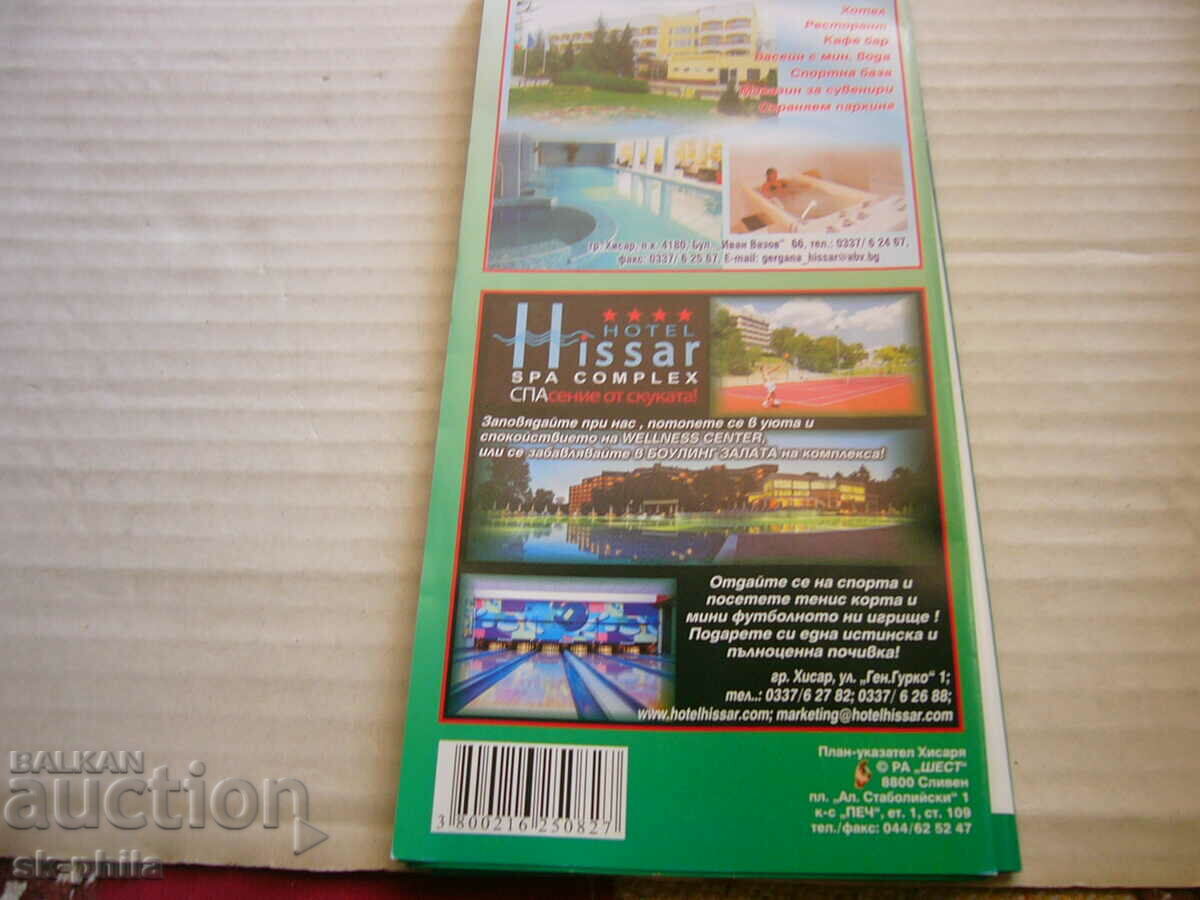 Хотел
Ресторант
Кафе бар
Басейн с мин. вода
Спортна база
Магазин за сувенири
Охраняем паркинг
гр. Хисар, п.к. 4180, Бул. „Иван Вазов" 66, тел.: 0337/ 6 24 67,
факс: 0337/ 6 25 67, E-mail: gergana_hissar@abv.bg
HOTEL
Hissar
SPA COMPLEX
СПАсение от скуката!
Заповядайте при нас , потопете се в уюта и
спокойствието на WELLNESS CENTER,
или се забавлявайте в БОУЛИНГ ЗАЛАТА на комплекса!
Отдайте се на спорта и
посетете тенис корта и
мини футболното ни игрище !
Подарете си една истинска и
пълноценна почивка!
гр. Хисар, ул. „Ген.Гурко" 1;
тел..: 0337/6 27 82; 0337/ 6 26 88;
www.hotelhissar.com; marketing@hotelhissar.com
3 800216 250827
План-указател Хисаря
© РА „ШЕСТ"
8800 Сливен
пл. „Ал. Стаболийски" 1
к-с „ПЕЧ", ет. 1, ст. 109
тел./факс: 044/62 52 47
BALKAN
auction
sk-phila